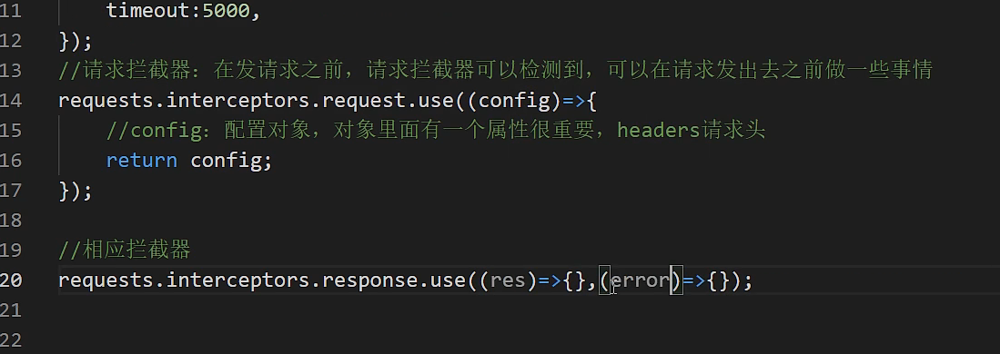 11 timeout:5000,
12 });
13 //请求拦截器：在发请求之前，请求拦截器可以检测到，可以在请求发出去之前做一些事情
14 requests.interceptors.request.use((config)=>{
15 //config：配置对象，对象里面有一个属性很重要，headers请求头
16 return config;
17 });
18
19 //相应拦截器
20 requests.interceptors.response.use((res)=>{},(error)=>{});
21
22